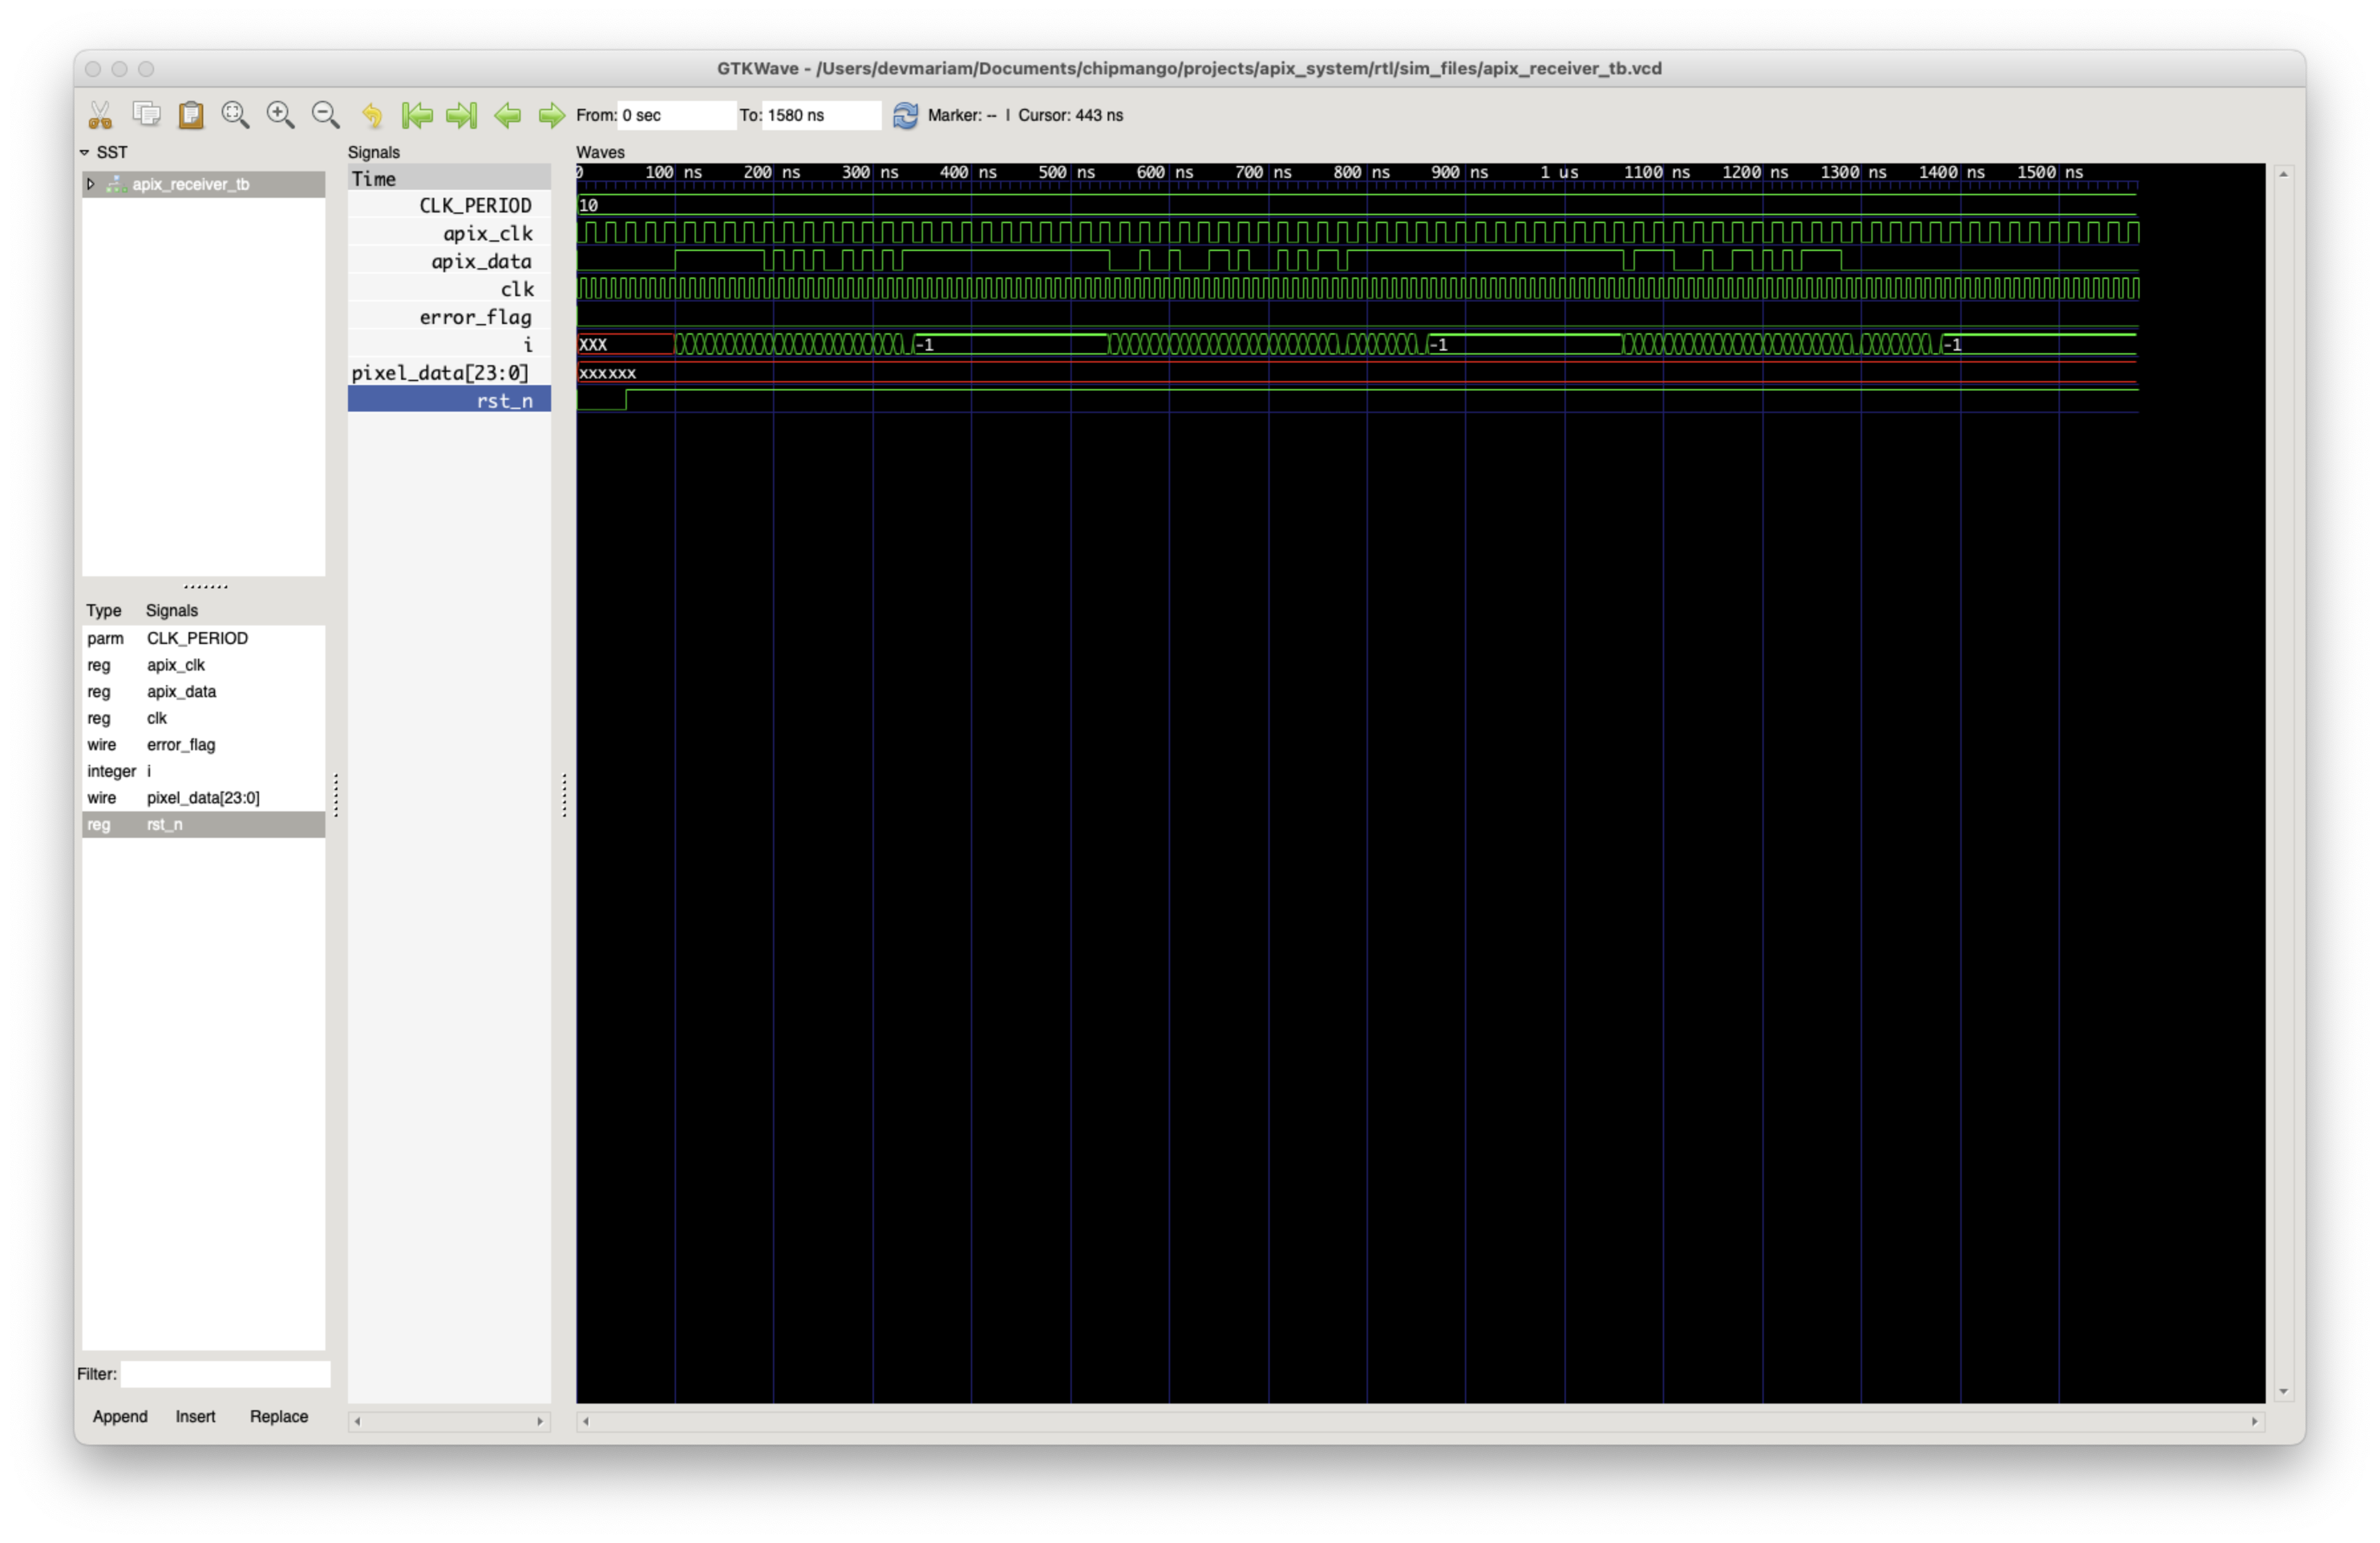 GTKWave - /Users/devmariam/Documents/chipmango/projects/apix_system/rtl/sim_files/apix_receiver_tb.vcd
From: 0 sec To: 1580 ns Marker: -- | Cursor: 443 ns
SST
apix_receiver_tb
Type Signals
parm CLK_PERIOD
reg apix_clk
reg apix_data
reg clk
wire error_flag
integer i
wire pixel_data[23:0]
reg rst_n
Filter:
Append Insert Replace
Signals
Time
CLK_PERIOD
apix_clk
apix_data
clk
error_flag
i
pixel_data[23:0]
rst_n
Waves
0 100 ns 200 ns 300 ns 400 ns 500 ns 600 ns 700 ns 800 ns 900 ns 1 us 1100 ns 1200 ns 1300 ns 1400 ns 1500 ns
10
XXX -1 -1 -1
xxxxxx